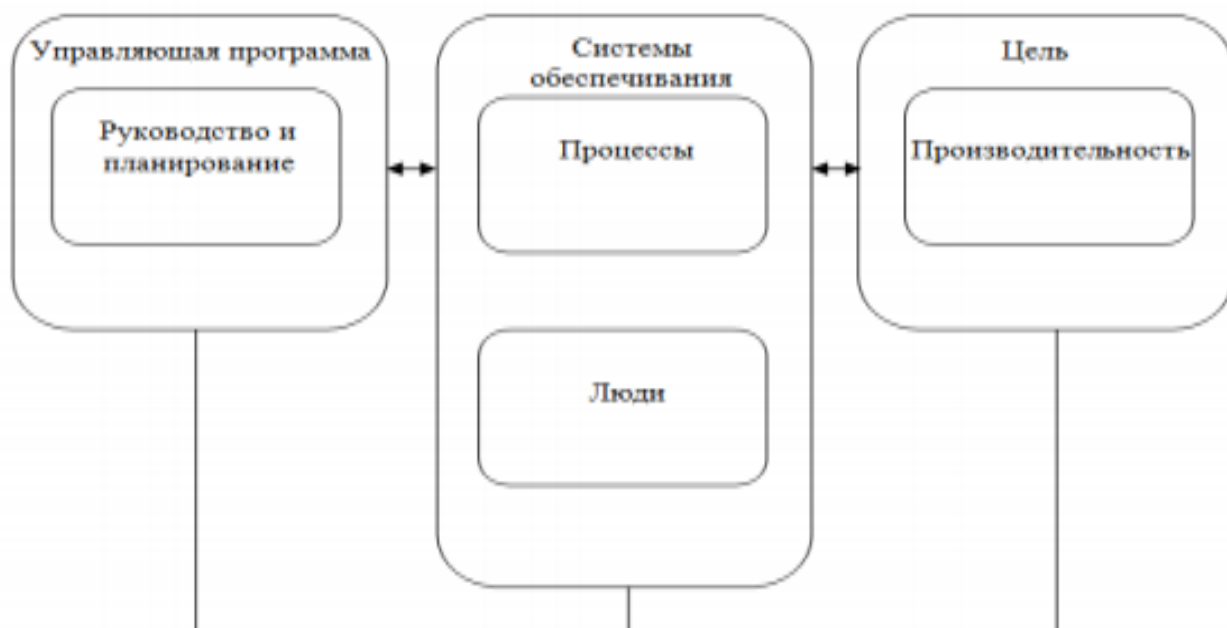 Управляюшая программа
Руководство и
планирование
Системы
обеспечивания
Процессы
Люди
Цель
Производительность